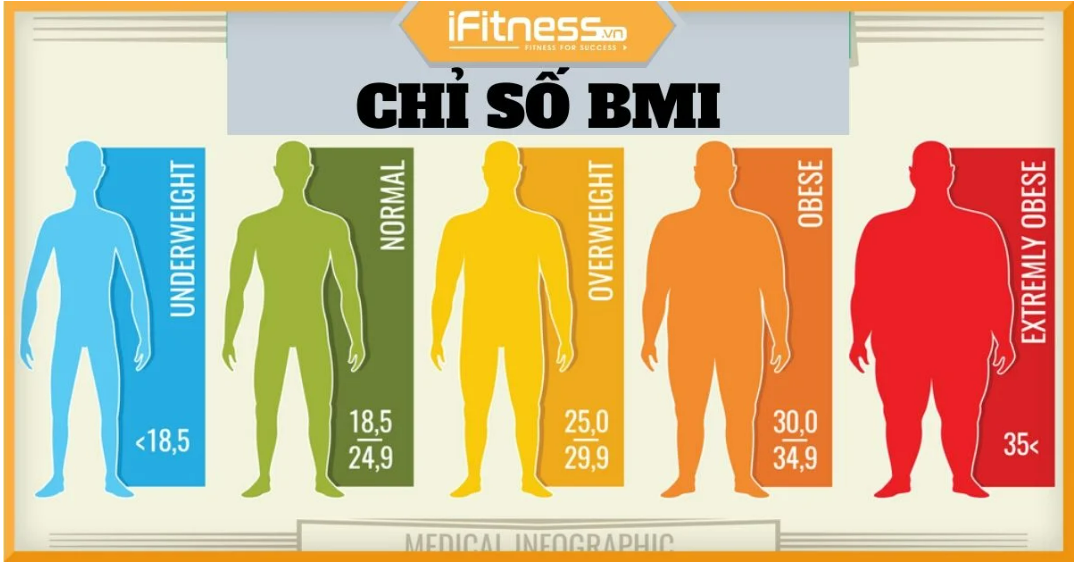 iFitness.vn
FITNESS FOR SUCCESS
CHỈ SỐ BMI
UNDERWEIGHT
<18,5
NORMAL
18,5
24,9
OVERWEIGHT
25,0
29,9
OBESE
30,0
34,9
EXTREMLY OBESE
35<
MEDICAL INFOGRAPHIC